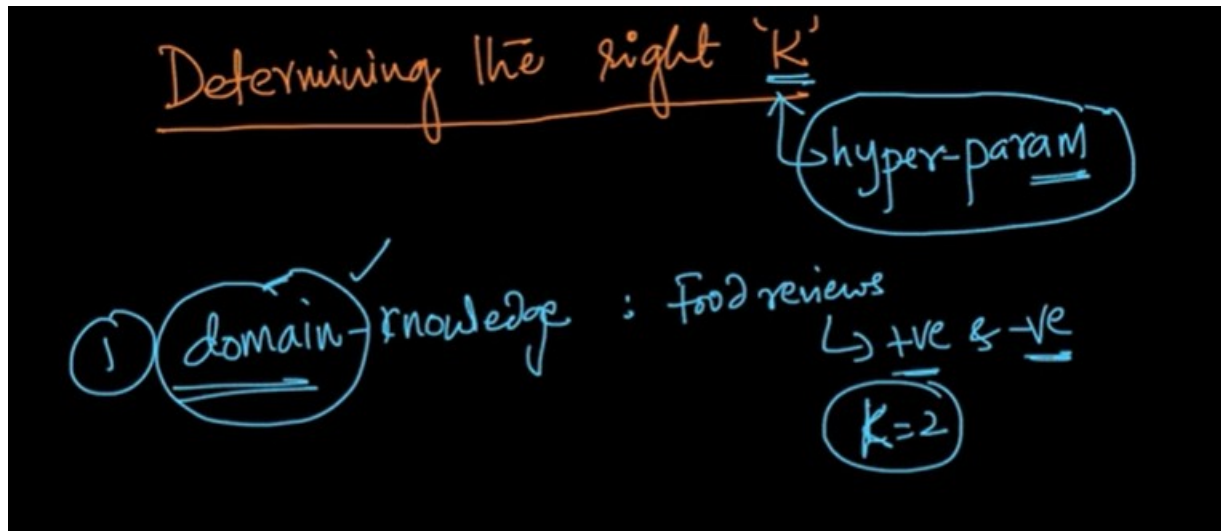 Determining the right 'K'
hyper-param
① domain-knowledge : Food reviews
↳ +ve & -ve
K=2